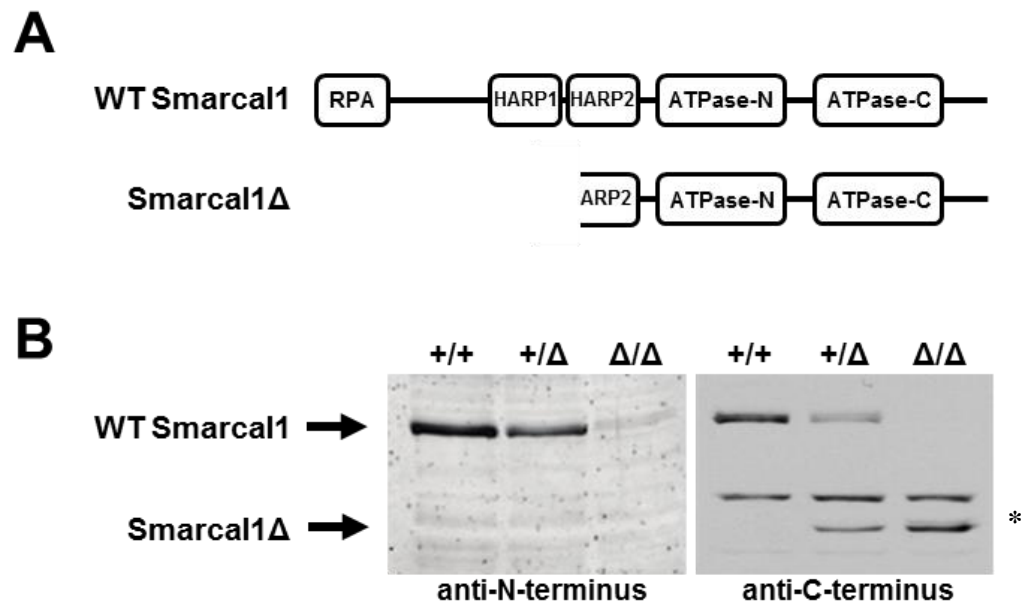 A
WT Smarcal1 RPA HARP1 HARP2 ATPase-N ATPase-C
Smarcal1Δ ARP2 ATPase-N ATPase-C
B
+/+ +/Δ Δ/Δ +/+ +/Δ Δ/Δ
WT Smarcal1
Smarcal1Δ *
anti-N-terminus anti-C-terminus